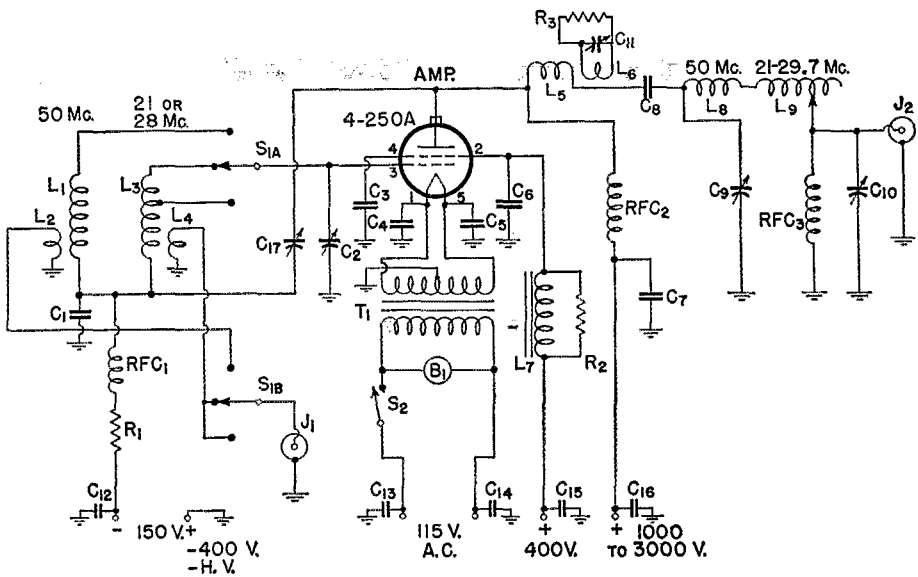 R3
C11
L6
AMP.
L5
C8
50 Mc.
21-29.7 Mc.
L8
L9
J2
50 Mc.
21 OR
28 Mc.
4-250A
S1A
4
2
3
1
5
L1
L3
L2
L4
C3
C4
C6
C5
C17
C2
RFC2
C9
RFC3
C10
C1
T1
L7
R2
C7
RFC1
B1
S1B
S2
R1
J1
C12
C13
C14
C15
C16
-
150 V.
+
-400 V.
-H.V.
115 V.
A.C.
+
400V.
+
1000
TO 3000 V.